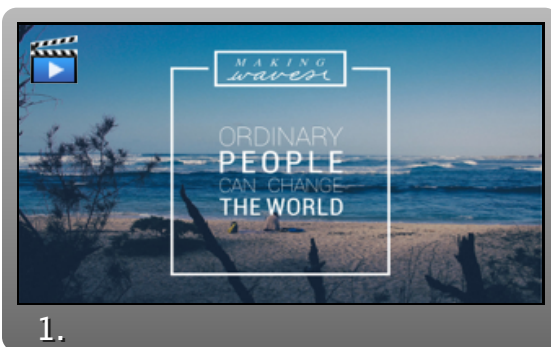 MAKING
waves
ORDINARY
PEOPLE
CAN CHANGE
THE WORLD
1.